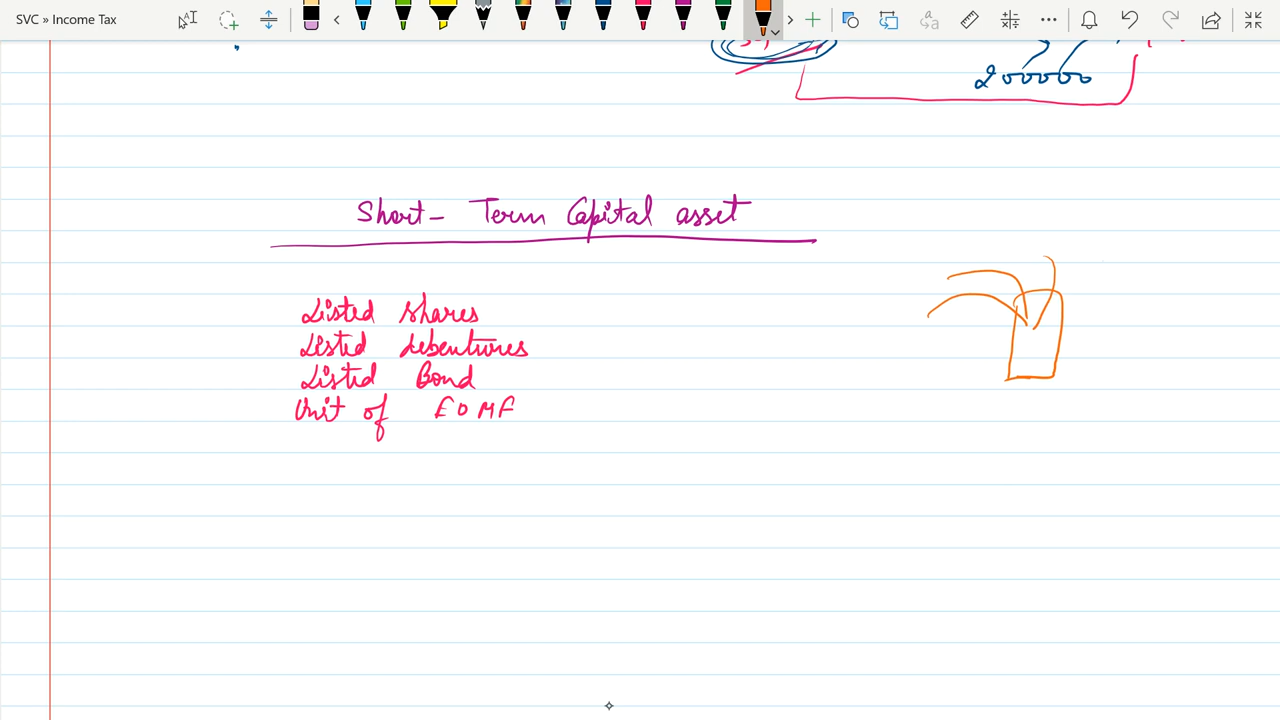 SVC » Income Tax
200000
Short- Term Capital asset
Listed shares
Listed debentures
Listed Bond
Unit of EOMF